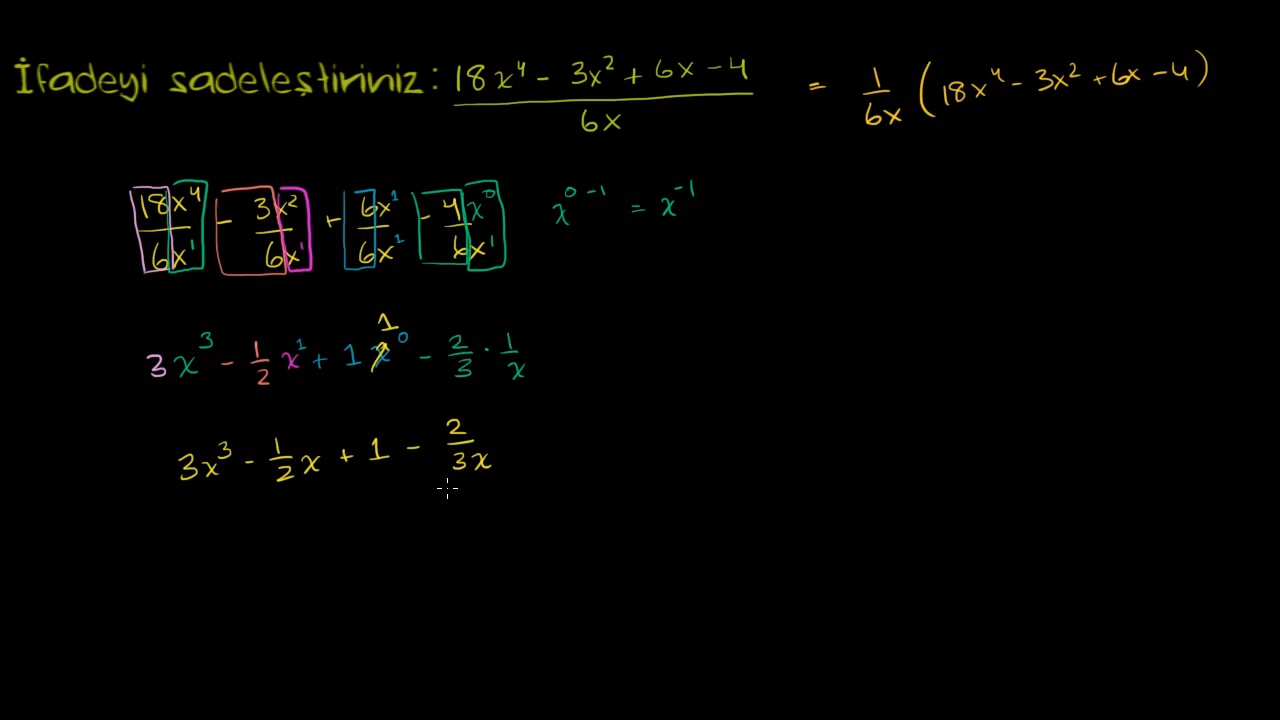 İfadeyi sadeleştiriniz: (18x⁴ - 3x² + 6x - 4)/(6x) = 1/(6x) (18x⁴ - 3x² + 6x - 4)
18x⁴/6x¹ - 3x²/6x¹ + 6x¹/6x¹ - 4x⁰/6x¹ x⁰⁻¹ = x⁻¹
1
3x³ - 1/2 x¹ + 1x⁰ - 2/3 · 1/x
3x³ - 1/2 x + 1 - 2/(3x)